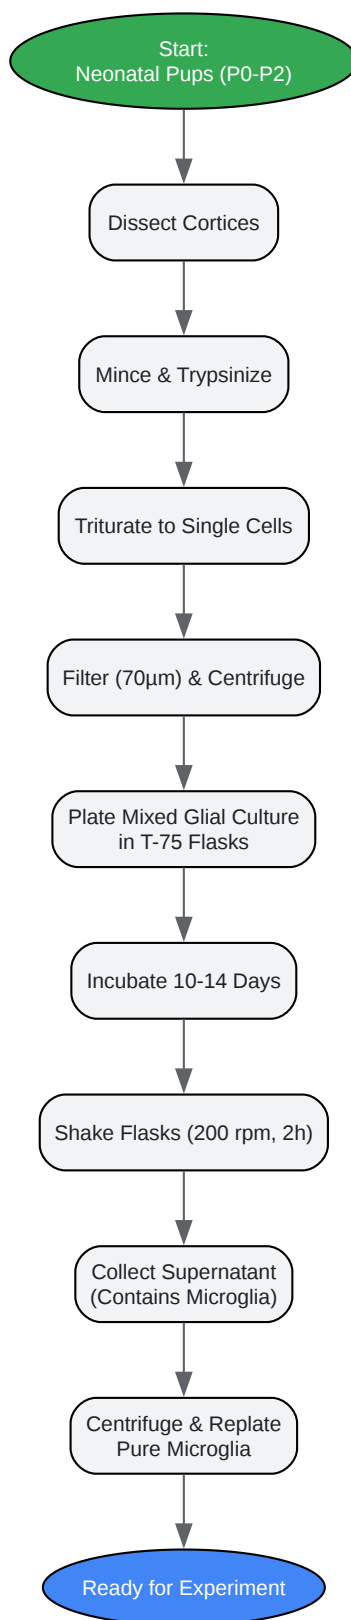 Start:
Neonatal Pups (P0-P2)
Dissect Cortices
Mince & Trypsinize
Triturate to Single Cells
Filter (70µm) & Centrifuge
Plate Mixed Glial Culture
in T-75 Flasks
Incubate 10-14 Days
Shake Flasks (200 rpm, 2h)
Collect Supernatant
(Contains Microglia)
Centrifuge & Replate
Pure Microglia
Ready for Experiment